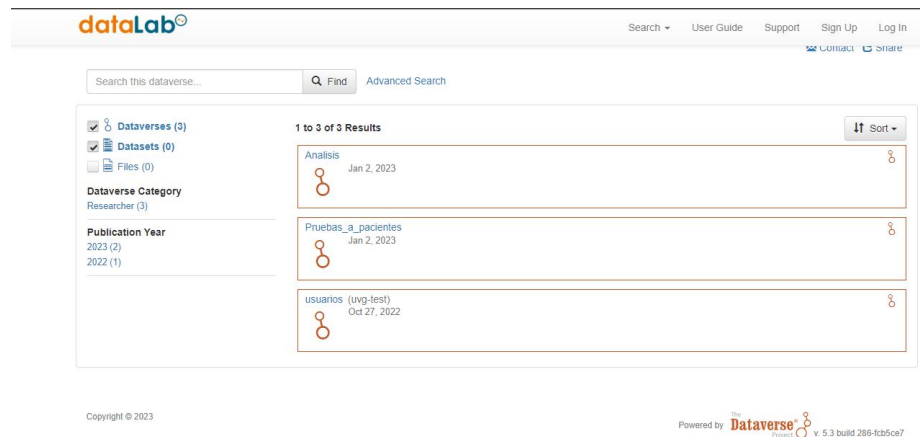 dataLab
Search User Guide Support Sign Up Log In
Contact Share
Search this dataverse...
Find
Advanced Search
Dataverses (3)
Datasets (0)
Files (0)
Dataverse Category
Researcher (3)
Publication Year
2023 (2)
2022 (1)
1 to 3 of 3 Results
Sort
Analisis
Jan 2, 2023
Pruebas_a_pacientes
Jan 2, 2023
usuarios (uvg-test)
Oct 27, 2022
Copyright © 2023
Powered by
The
Dataverse®
Project
v. 5.3 build 286-fcb5ce7